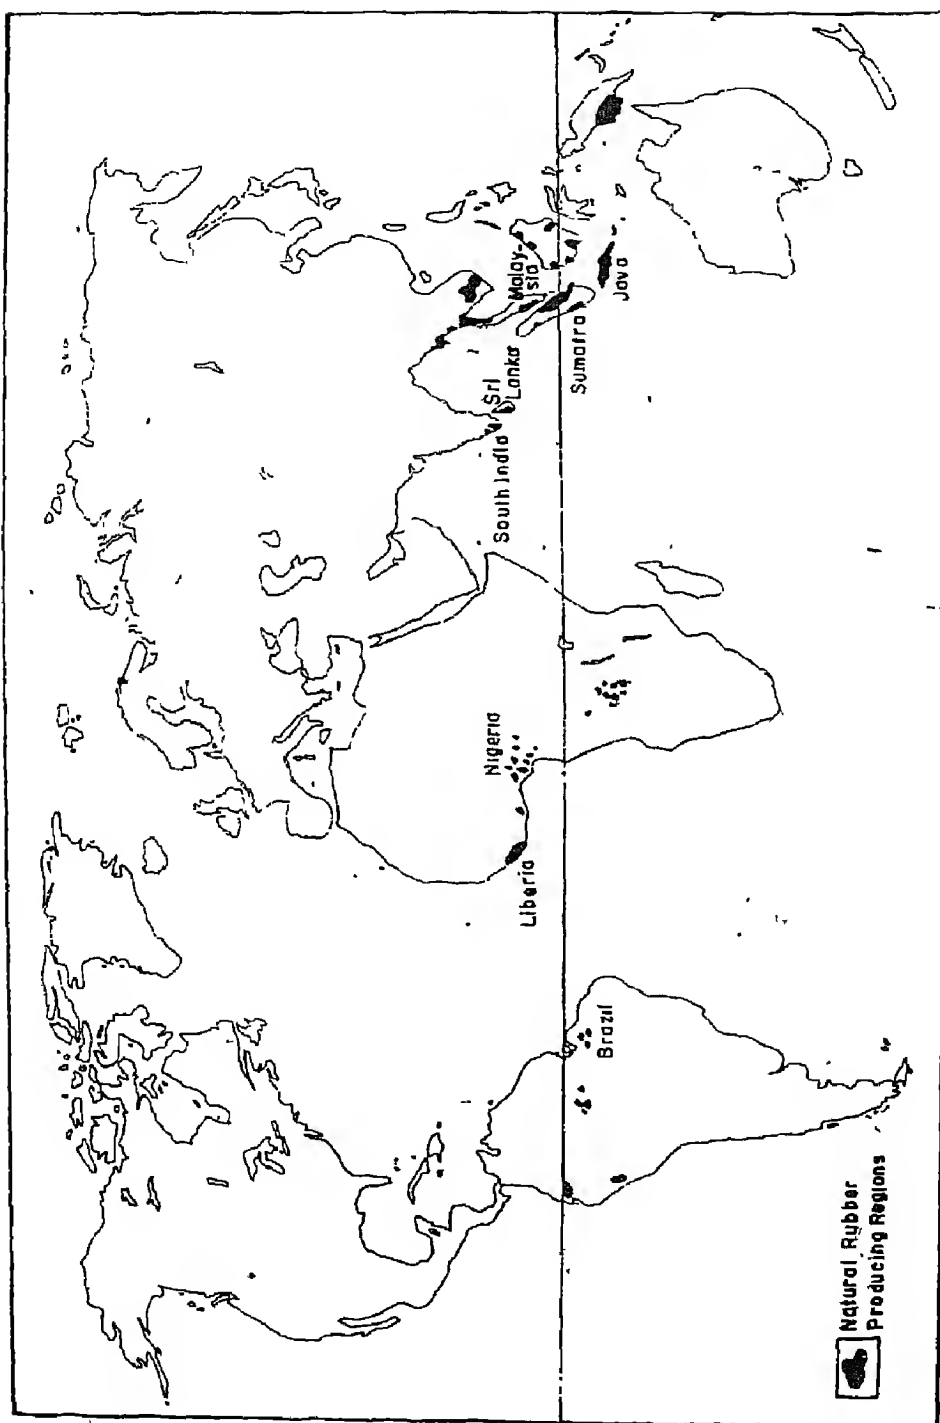 Malay-
sia
Sri
Lanka
South India
Nigeria
Liberia
Sumatra
Java
Brazil
Natural Rubber
Producing Regions